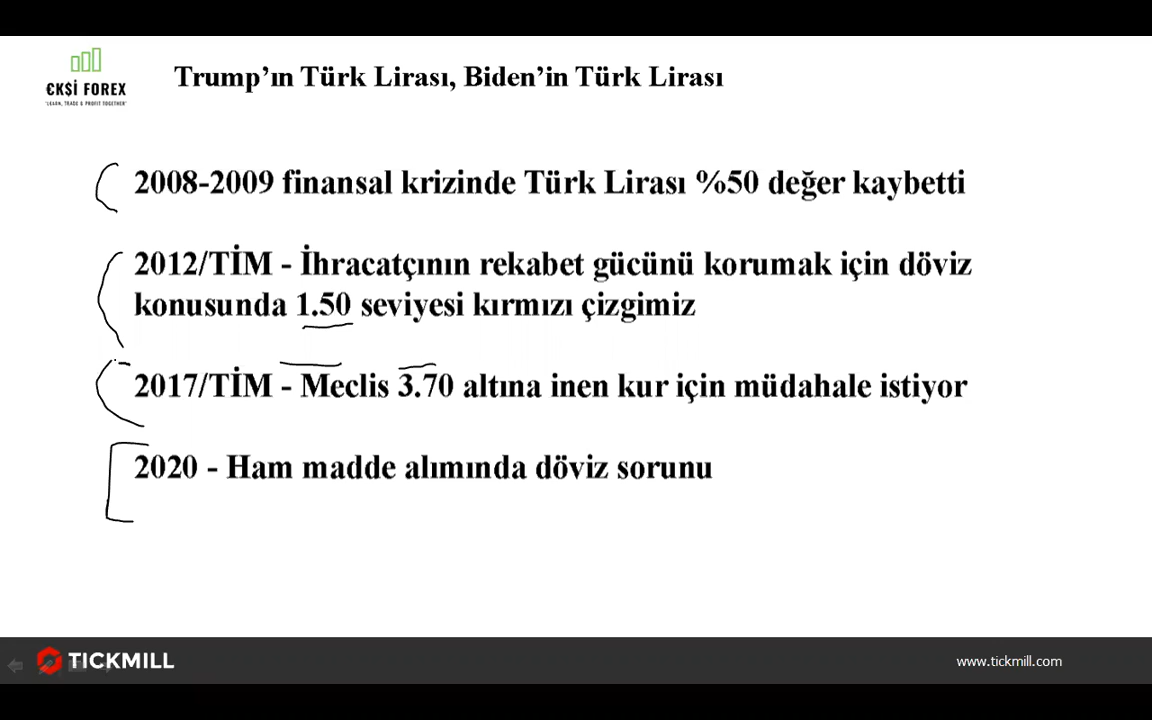 Trump’ın Türk Lirası, Biden’in Türk Lirası
€K$İ FOREX
"LEARN, TRADE & PROFIT TOGETHER"
2008-2009 finansal krizinde Türk Lirası %50 değer kaybetti
2012/TİM - İhracatçının rekabet gücünü korumak için döviz
konusunda 1.50 seviyesi kırmızı çizgimiz
2017/TİM - Meclis 3.70 altına inen kur için müdahale istiyor
2020 - Ham madde alımında döviz sorunu
TICKMILL
www.tickmill.com